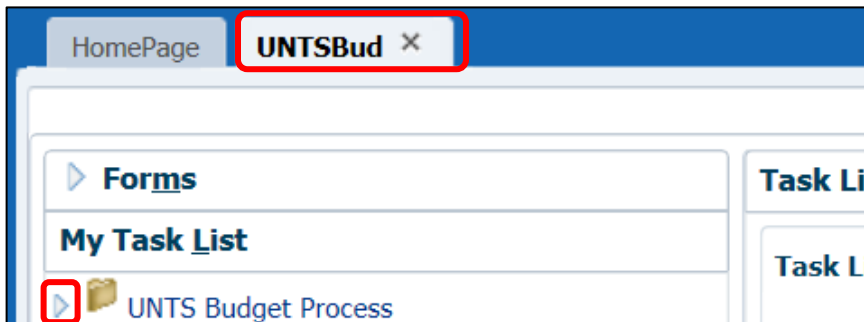 HomePage UNTSBud ×
Forms
Task Li
My Task List
Task L
UNTS Budget Process